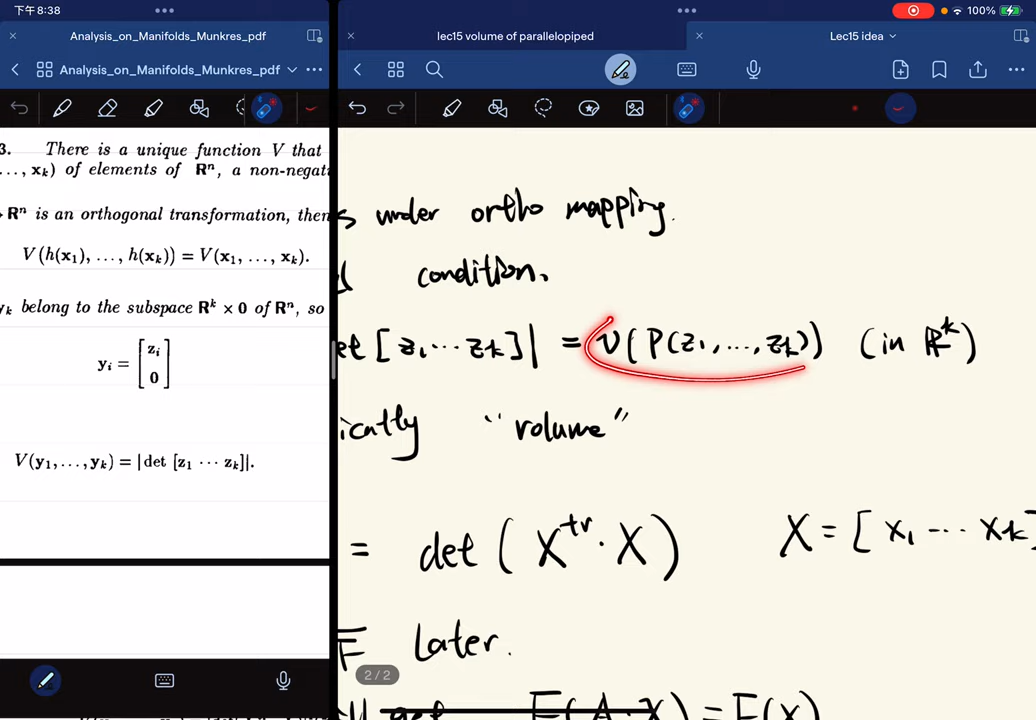 下午8:38
100%
Analysis_on_Manifolds_Munkres_pdf
lec15 volume of parallelopiped
Lec15 idea
Analysis_on_Manifolds_Munkres_pdf
3. There is a unique function V that
..., xₖ) of elements of Rⁿ, a non-negati
Rⁿ is an orthogonal transformation, then
V(h(x₁), ..., h(xₖ)) = V(x₁, ..., xₖ).
yₖ belong to the subspace Rᵏ × 0 of Rⁿ, so
yᵢ = [zᵢ
0]
V(y₁, ..., yₖ) = |det [z₁ ··· zₖ]|.
s under ortho mapping.
condition.
et [z₁ ··· zₖ]| = V(P(z₁, ..., zₖ)) (in Rᵏ)
ically "volume"
= det(Xᵗʳ · X) X = [x₁ ··· xₖ]
F Later.
2/2
get F(A·X) = F(X)